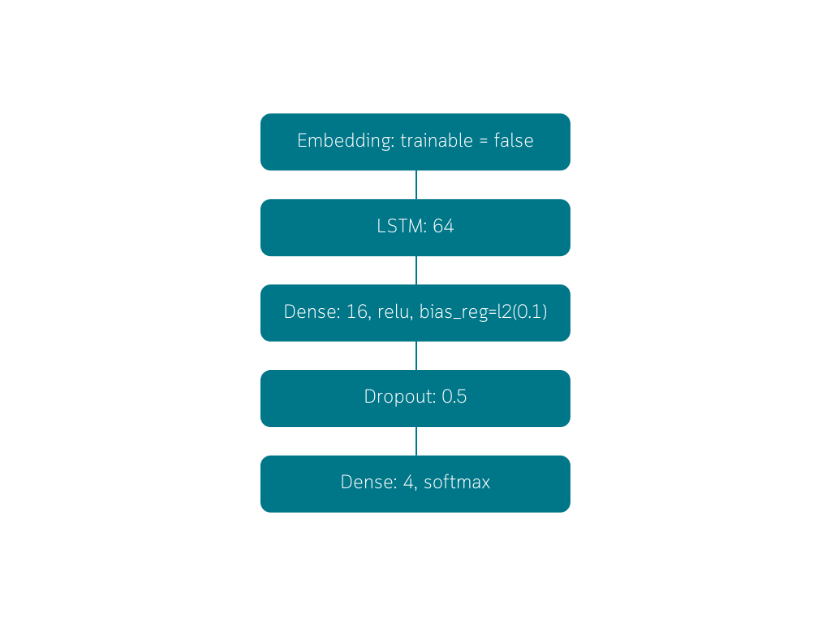 Embedding: trainable = false
LSTM: 64
Dense: 16, relu, bias_reg=l2(0.1)
Dropout: 0.5
Dense: 4, softmax